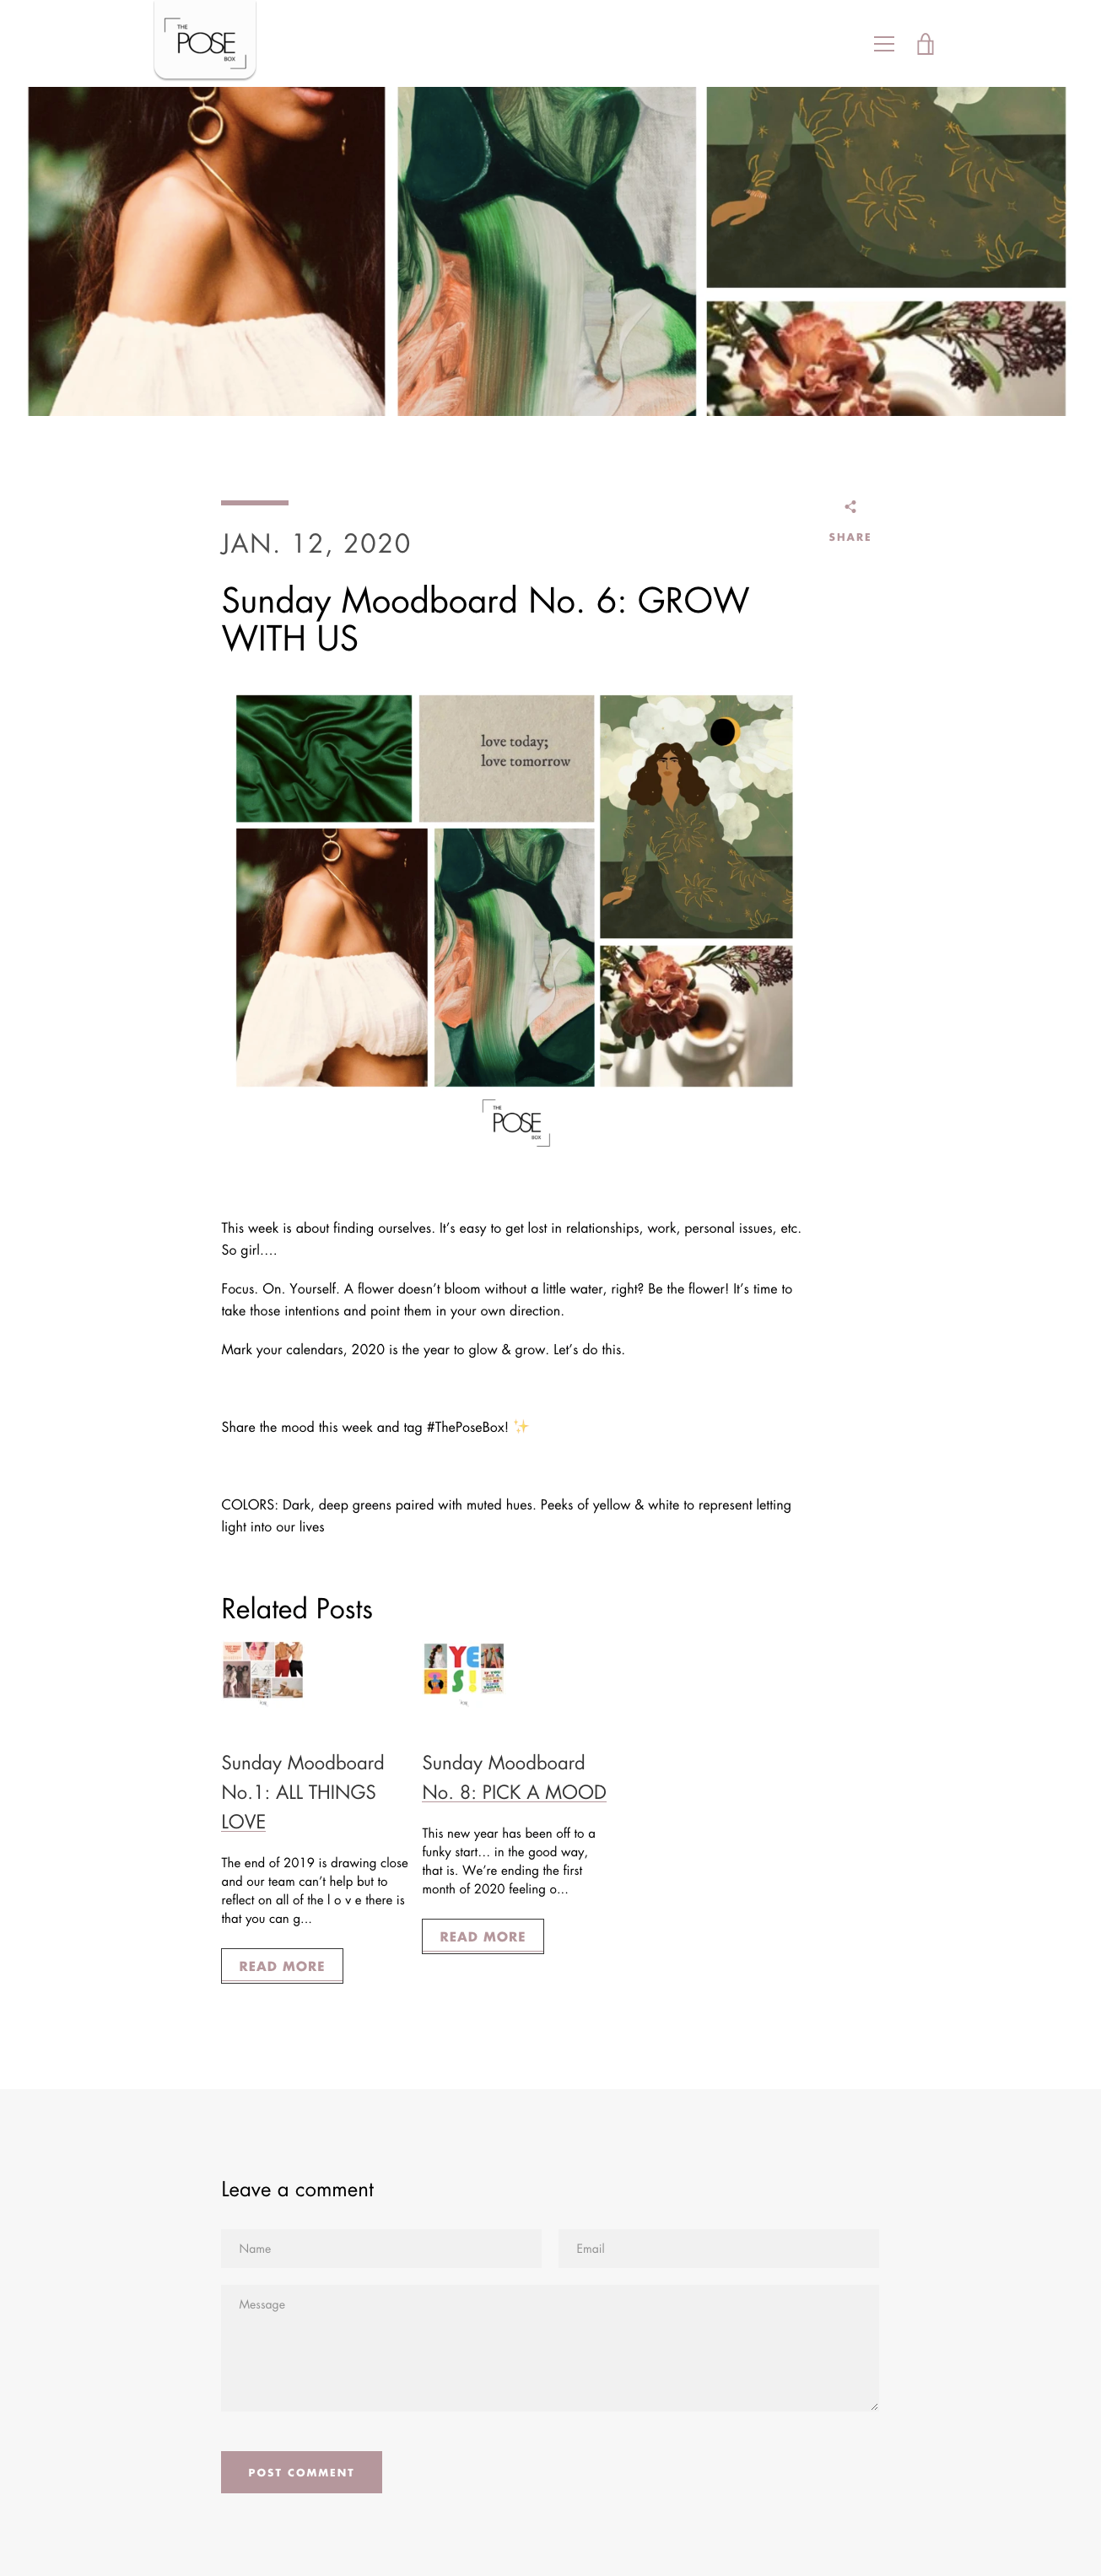 THE
POSE
BOX
JAN. 12, 2020
SHARE
Sunday Moodboard No. 6: GROW
WITH US
love today;
love tomorrow
THE
POSE
BOX
This week is about finding ourselves. It’s easy to get lost in relationships, work, personal issues, etc.
So girl....
Focus. On. Yourself. A flower doesn’t bloom without a little water, right? Be the flower! It’s time to
take those intentions and point them in your own direction.
Mark your calendars, 2020 is the year to glow & grow. Let’s do this.
Share the mood this week and tag #ThePoseBox! ✨
COLORS: Dark, deep greens paired with muted hues. Peeks of yellow & white to represent letting
light into our lives
Related Posts
YE
S!
Sunday Moodboard
No.1: ALL THINGS
LOVE
The end of 2019 is drawing close
and our team can’t help but to
reflect on all of the l o v e there is
that you can g...
READ MORE
Sunday Moodboard
No. 8: PICK A MOOD
This new year has been off to a
funky start... in the good way,
that is. We’re ending the first
month of 2020 feeling o...
READ MORE
Leave a comment
Name
Email
Message
POST COMMENT